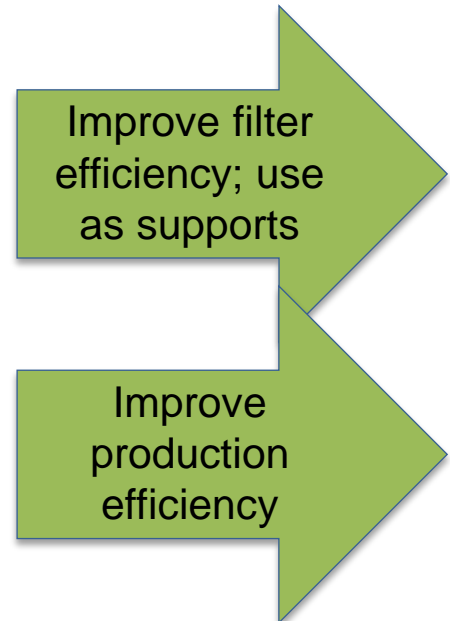 Improve filter
efficiency; use
as supports
Improve
production
efficiency